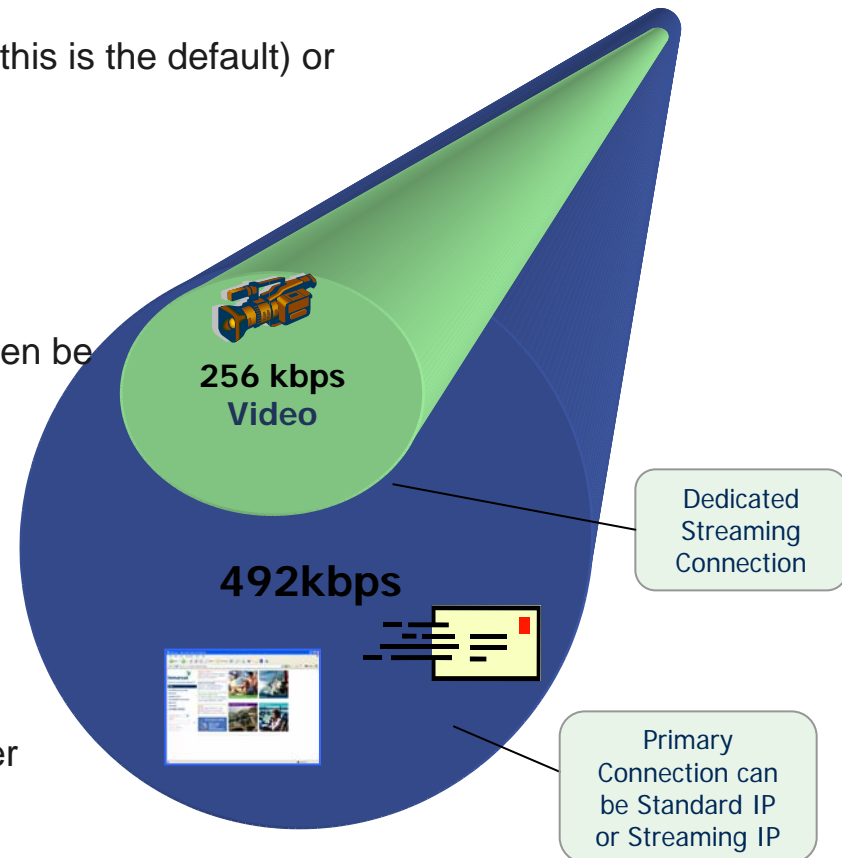 this is the default) or
en be
256 kbps
Video
Dedicated
Streaming
Connection
492kbps
er
Primary
Connection can
be Standard IP
or Streaming IP